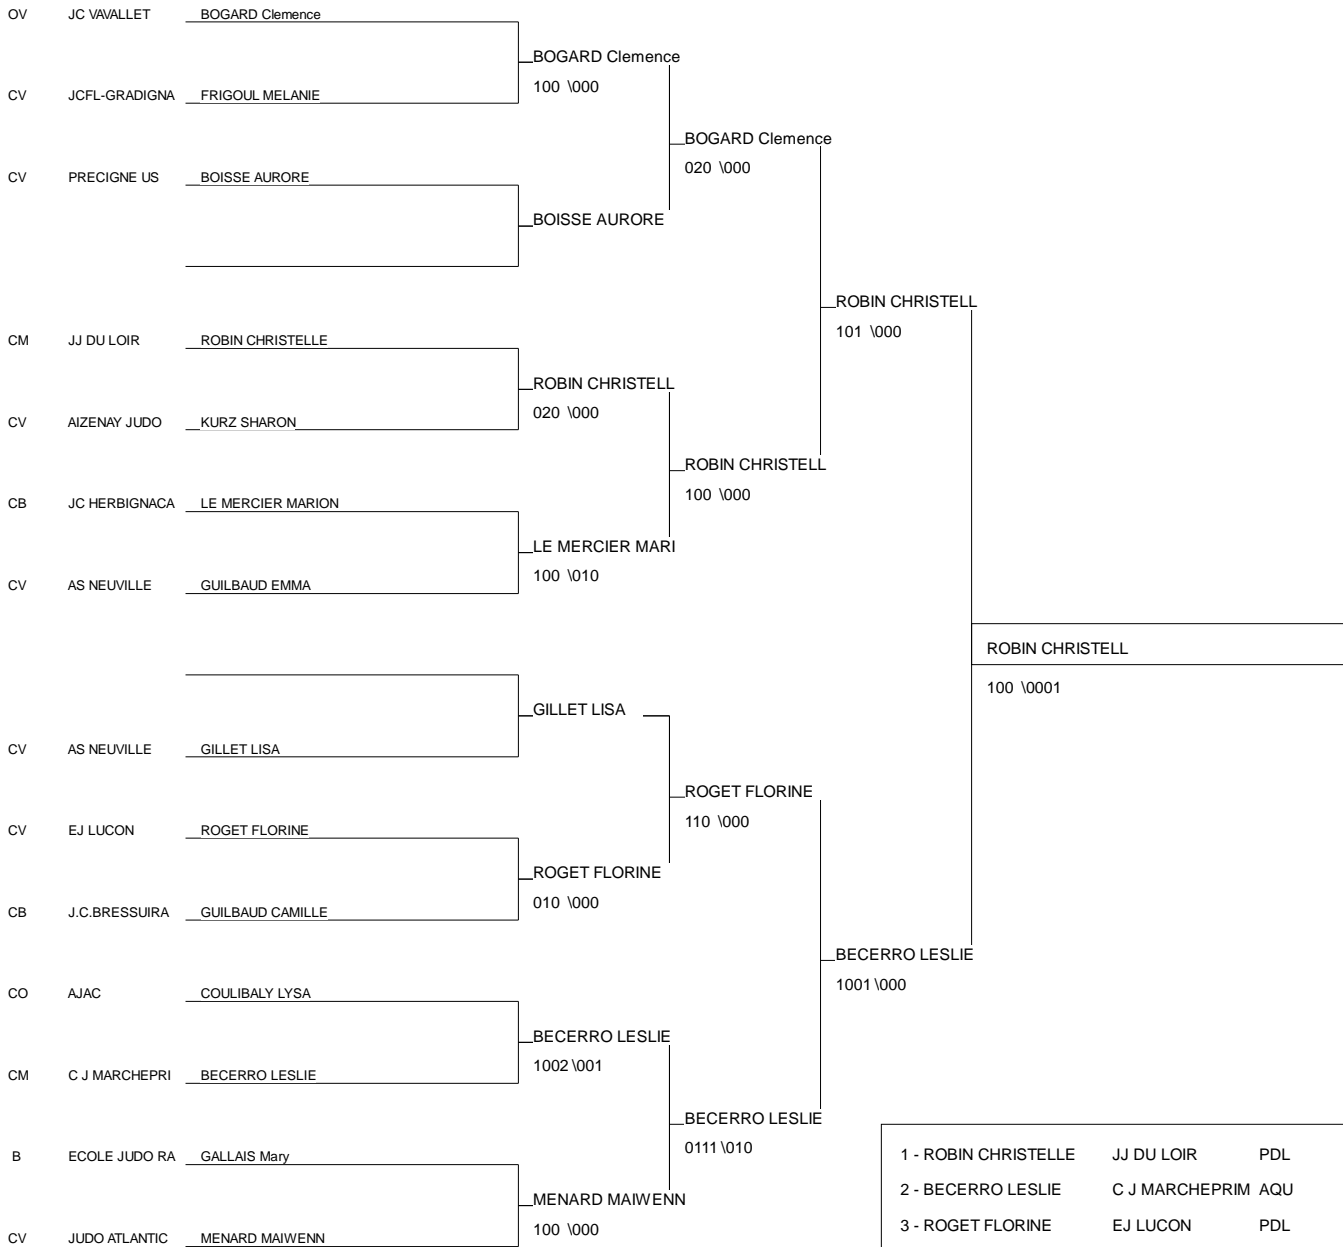 OV JC VAVALLET BOGARD Clemence
BOGARD Clemence
100 \000
CV JCFL-GRADIGNA FRIGOUL MELANIE
BOGARD Clemence
020 \000
CV PRECIGNE US BOISSE AURORE
BOISSE AURORE
ROBIN CHRISTELL
101 \000
CM JJ DU LOIR ROBIN CHRISTELLE
ROBIN CHRISTELL
020 \000
CV AIZENAY JUDO KURZ SHARON
ROBIN CHRISTELL
100 \000
CB JC HERBIGNACA LE MERCIER MARION
LE MERCIER MARI
100 \010
CV AS NEUVILLE GUILBAUD EMMA
ROBIN CHRISTELL
100 \0001
GILLET LISA
CV AS NEUVILLE GILLET LISA
ROGET FLORINE
110 \000
CV EJ LUCON ROGET FLORINE
ROGET FLORINE
010 \000
CB J.C.BRESSUIRA GUILBAUD CAMILLE
BECERRO LESLIE
1001 \000
CO AJAC COULIBALY LYSA
BECERRO LESLIE
1002 \001
CM C J MARCHEPRI BECERRO LESLIE
BECERRO LESLIE
0111 \010
B ECOLE JUDO RA GALLAIS Mary
MENARD MAIWENN
100 \000
CV JUDO ATLANTIC MENARD MAIWENN
1 - ROBIN CHRISTELLE JJ DU LOIR PDL
2 - BECERRO LESLIE C J MARCHEPRIM AQU
3 - ROGET FLORINE EJ LUCON PDL